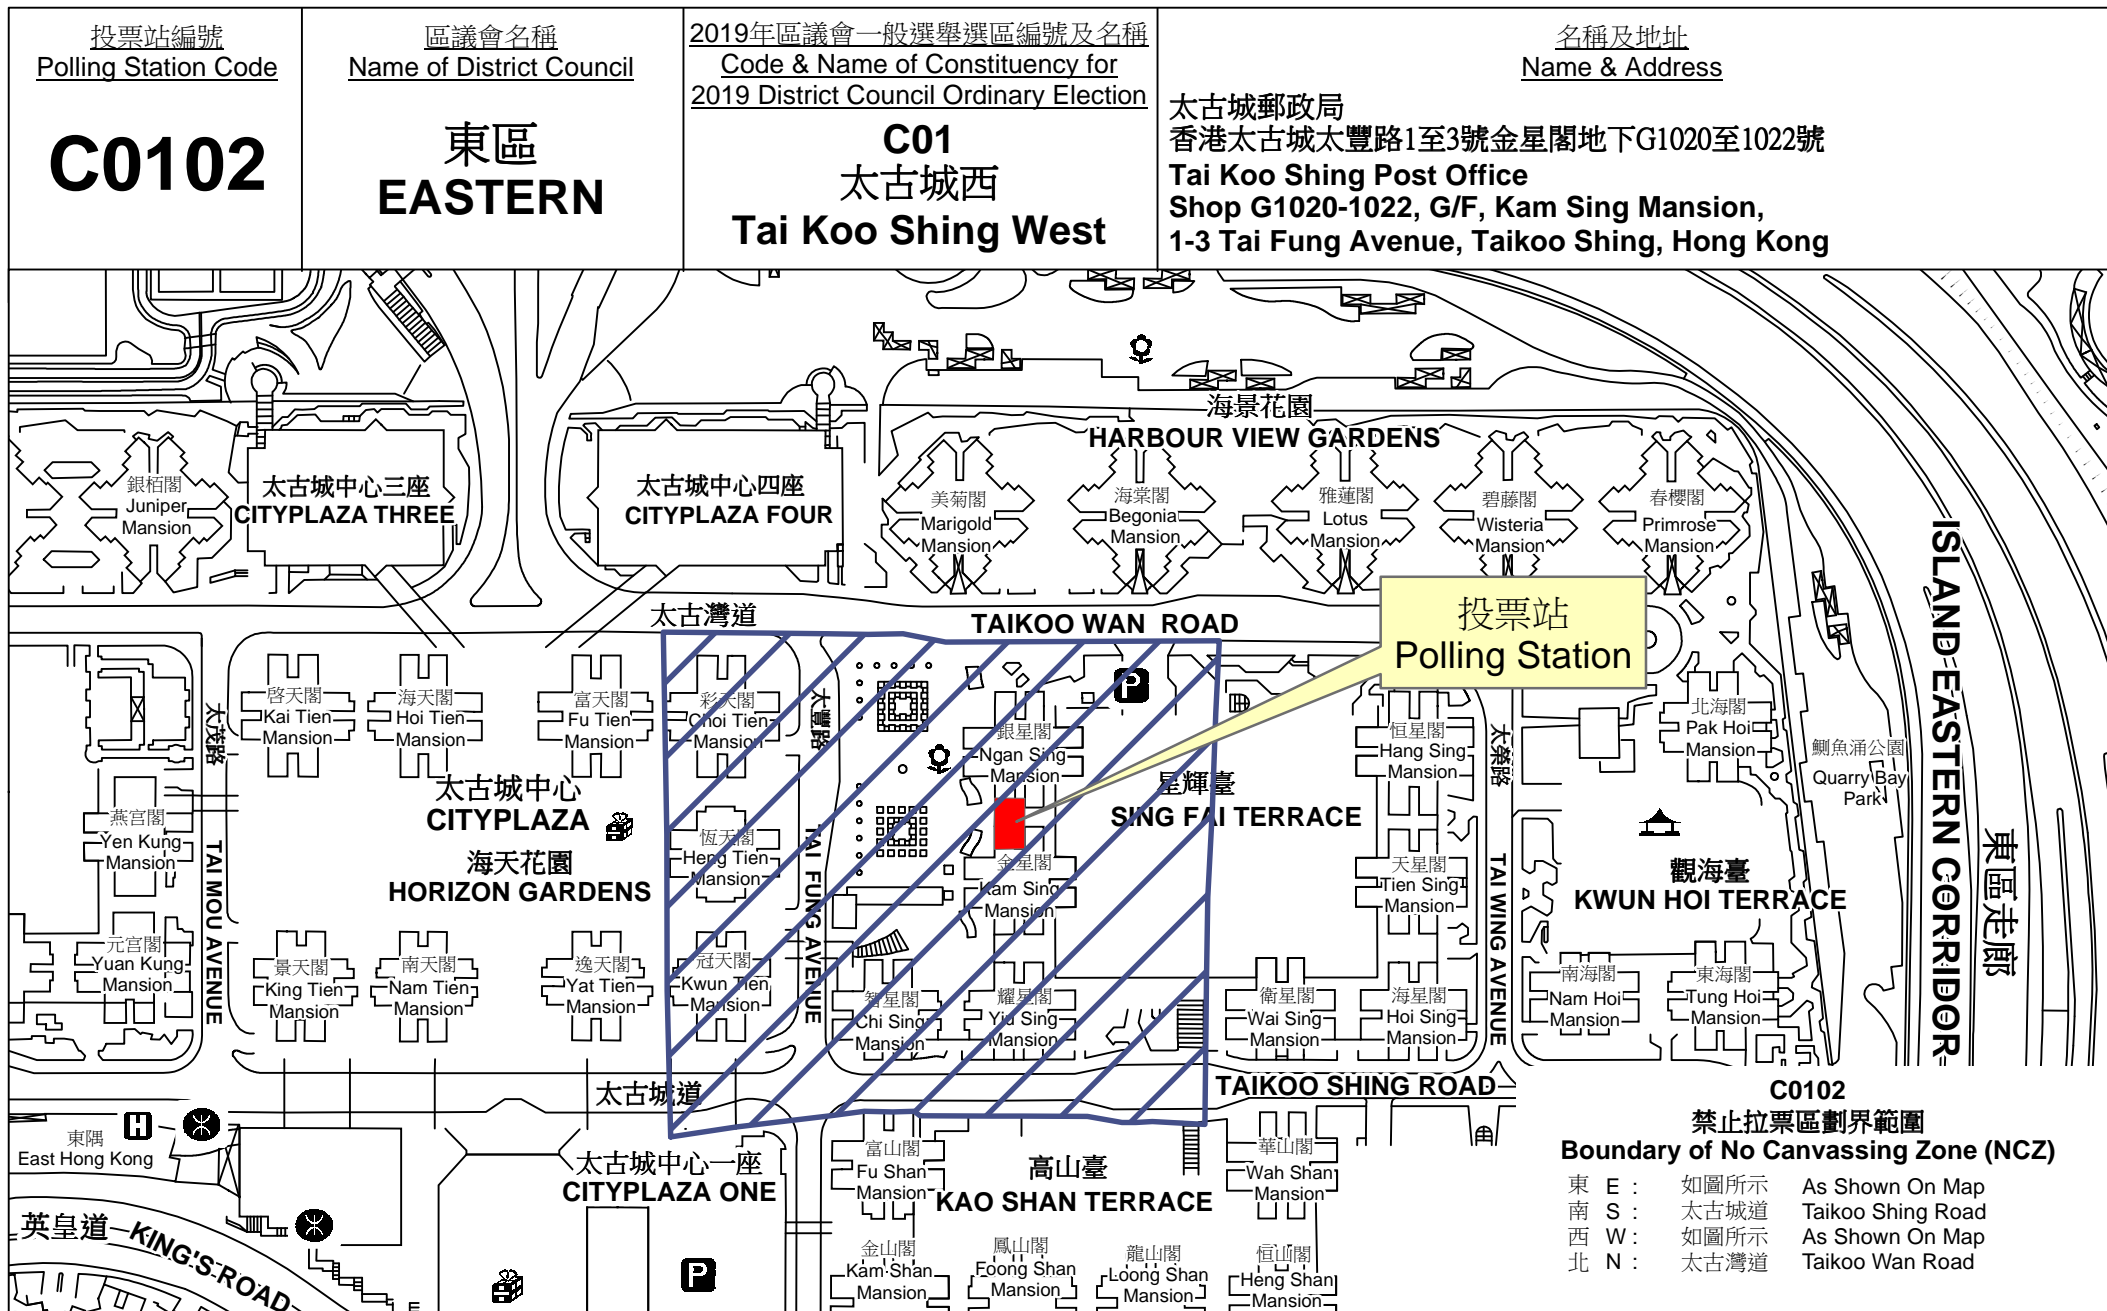 投票站編號
Polling Station Code
C0102
區議會名稱
Name of District Council
東區
EASTERN
2019年區議會一般選舉選區編號及名稱
Code & Name of Constituency for
2019 District Council Ordinary Election
C01
太古城西
Tai Koo Shing West
名稱及地址
Name & Address
太古城郵政局
香港太古城太豐路1至3號金星閣地下G1020至1022號
Tai Koo Shing Post Office
Shop G1020-1022, G/F, Kam Sing Mansion,
1-3 Tai Fung Avenue, Taikoo Shing, Hong Kong
海景花園
HARBOUR VIEW GARDENS
銀栢閣
Juniper
Mansion
太古城中心三座
CITYPLAZA THREE
太古城中心四座
CITYPLAZA FOUR
美菊閣
Marigold
Mansion
海棠閣
Begonia
Mansion
雅蓮閣
Lotus
Mansion
碧藤閣
Wisteria
Mansion
春櫻閣
Primrose
Mansion
太古灣道
TAIKOO WAN ROAD
投票站
Polling Station
ISLAND EASTERN CORRIDOR
東區走廊
啓天閣
Kai Tien
Mansion
海天閣
Hoi Tien
Mansion
富天閣
Fu Tien
Mansion
彩天閣
Choi Tien
Mansion
太茂路
TAI MOU AVENUE
太豐路
TAI FUNG AVENUE
銀星閣
Ngan Sing
Mansion
P
恒星閣
Hang Sing
Mansion
太榮路
TAI WING AVENUE
北海閣
Pak Hoi
Mansion
鰂魚涌公園
Quarry Bay
Park
太古城中心
CITYPLAZA
海天花園
HORIZON GARDENS
星輝臺
SING FAI TERRACE
燕宮閣
Yen Kung
Mansion
恆天閣
Heng Tien
Mansion
金星閣
Kam Sing
Mansion
天星閣
Tien Sing
Mansion
觀海臺
KWUN HOI TERRACE
元宮閣
Yuan Kung
Mansion
景天閣
King Tien
Mansion
南天閣
Nam Tien
Mansion
逸天閣
Yat Tien
Mansion
冠天閣
Kwun Tien
Mansion
智星閣
Chi Sing
Mansion
耀星閣
Yiu Sing
Mansion
衛星閣
Wai Sing
Mansion
海星閣
Hoi Sing
Mansion
南海閣
Nam Hoi
Mansion
東海閣
Tung Hoi
Mansion
太古城道
TAIKOO SHING ROAD
東隅
East Hong Kong
H
太古城中心一座
CITYPLAZA ONE
富山閣
Fu Shan
Mansion
高山臺
KAO SHAN TERRACE
華山閣
Wah Shan
Mansion
英皇道
KING'S ROAD
P
金山閣
Kam Shan
Mansion
鳳山閣
Foong Shan
Mansion
龍山閣
Loong Shan
Mansion
恒山閣
Heng Shan
Mansion
C0102
禁止拉票區劃界範圍
Boundary of No Canvassing Zone (NCZ)
東 E : 如圖所示 As Shown On Map
南 S : 太古城道 Taikoo Shing Road
西 W : 如圖所示 As Shown On Map
北 N : 太古灣道 Taikoo Wan Road